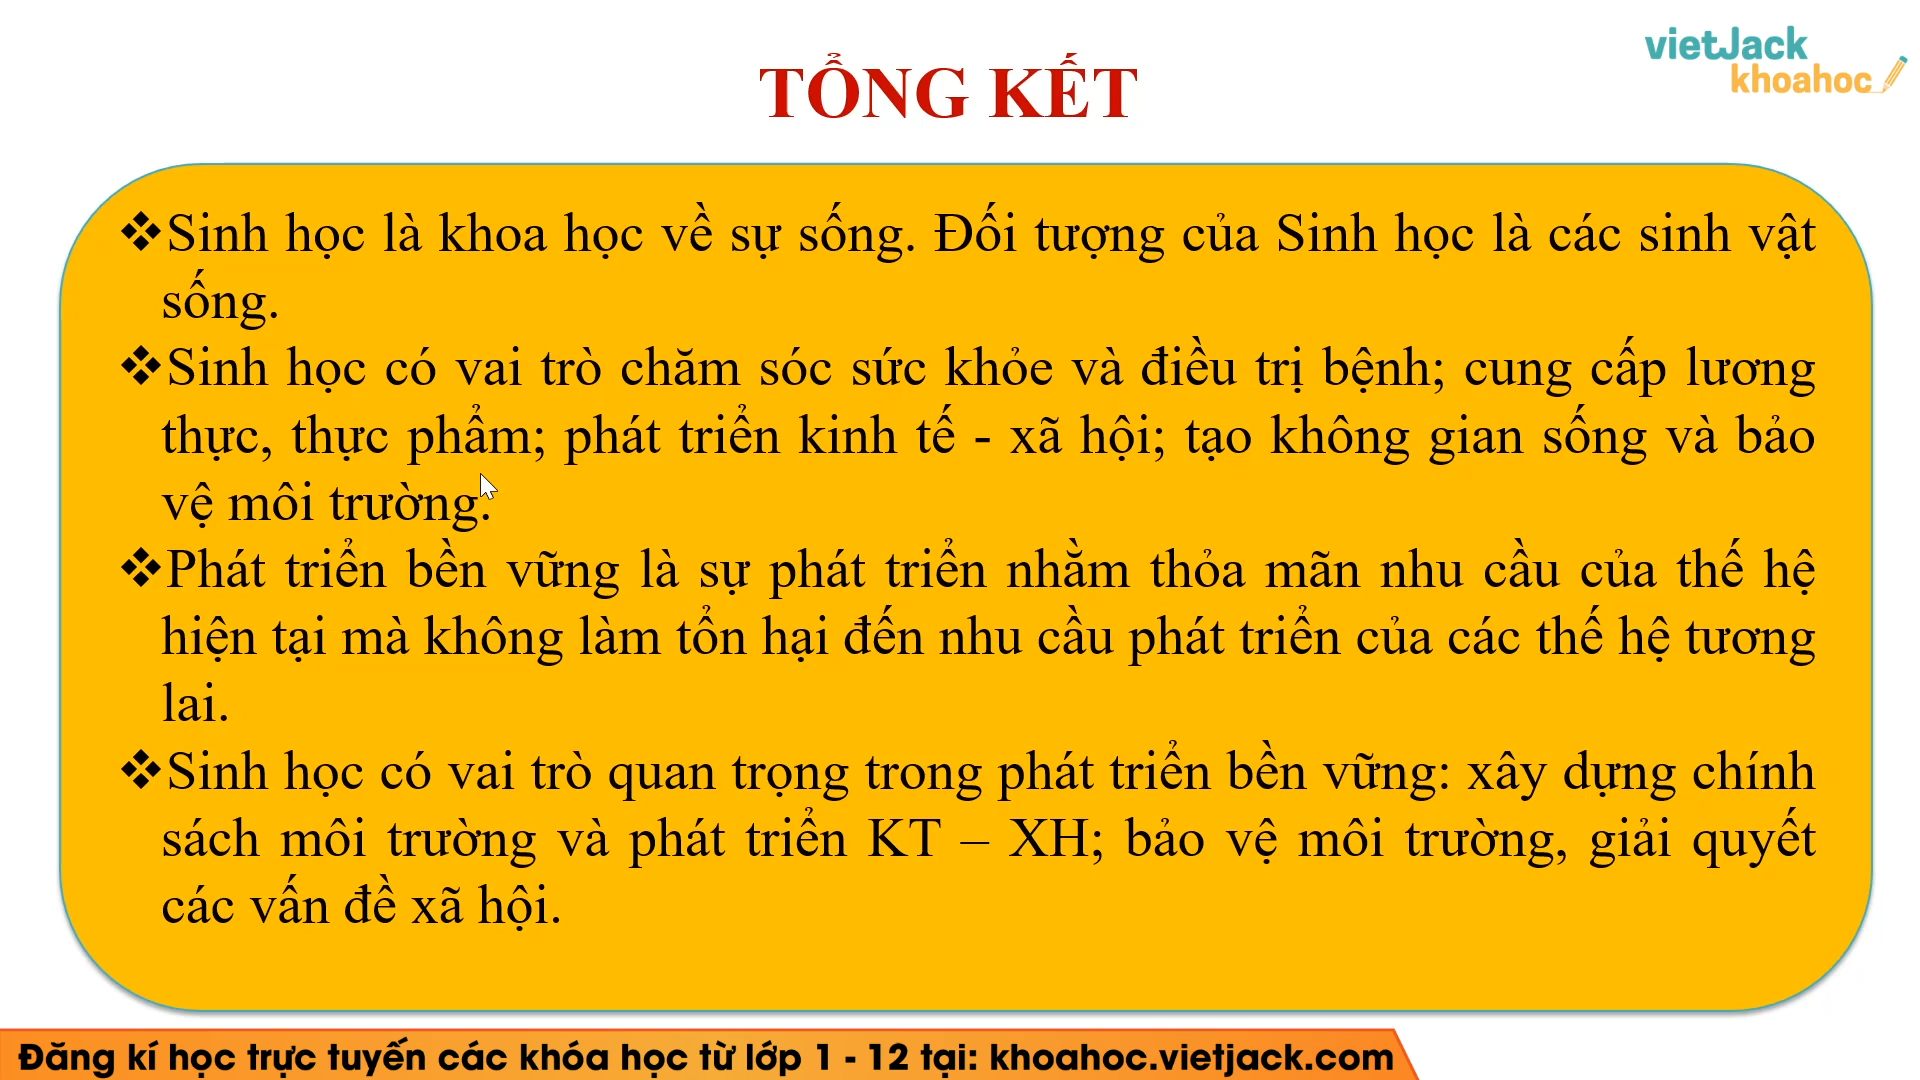 vietJack
khoahoc
TỔNG KẾT
❖Sinh học là khoa học về sự sống. Đối tượng của Sinh học là các sinh vật
sống.
❖Sinh học có vai trò chăm sóc sức khỏe và điều trị bệnh; cung cấp lương
thực, thực phẩm; phát triển kinh tế - xã hội; tạo không gian sống và bảo
vệ môi trường.
❖Phát triển bền vững là sự phát triển nhằm thỏa mãn nhu cầu của thế hệ
hiện tại mà không làm tổn hại đến nhu cầu phát triển của các thế hệ tương
lai.
❖Sinh học có vai trò quan trọng trong phát triển bền vững: xây dựng chính
sách môi trường và phát triển KT – XH; bảo vệ môi trường, giải quyết
các vấn đề xã hội.
Đăng kí học trực tuyến các khóa học từ lớp 1 - 12 tại: khoahoc.vietjack.com